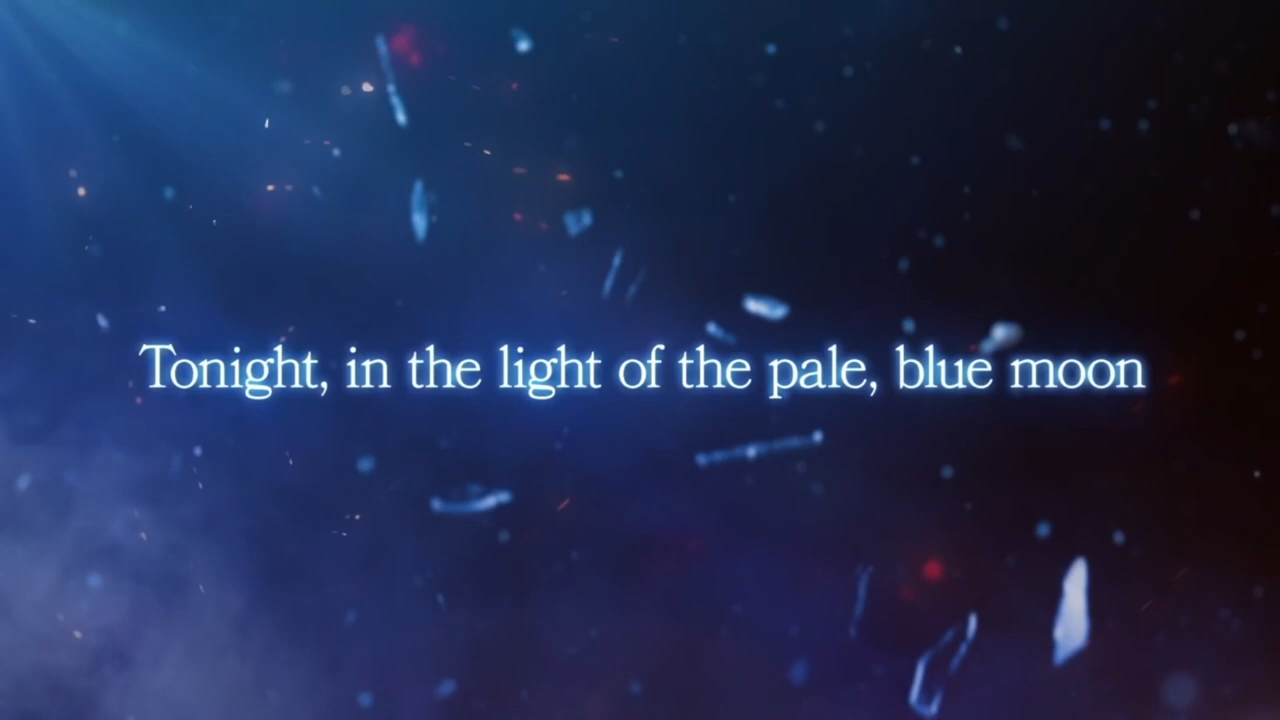 Tonight, in the light of the pale, blue moon